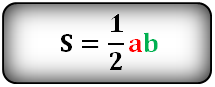 S = 1/2 ab